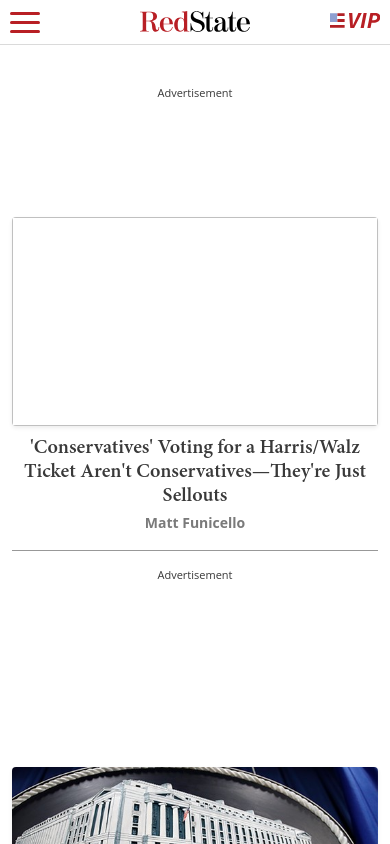 RedState
VIP
Advertisement
'Conservatives' Voting for a Harris/Walz
Ticket Aren't Conservatives—They're Just
Sellouts
Matt Funicello
Advertisement